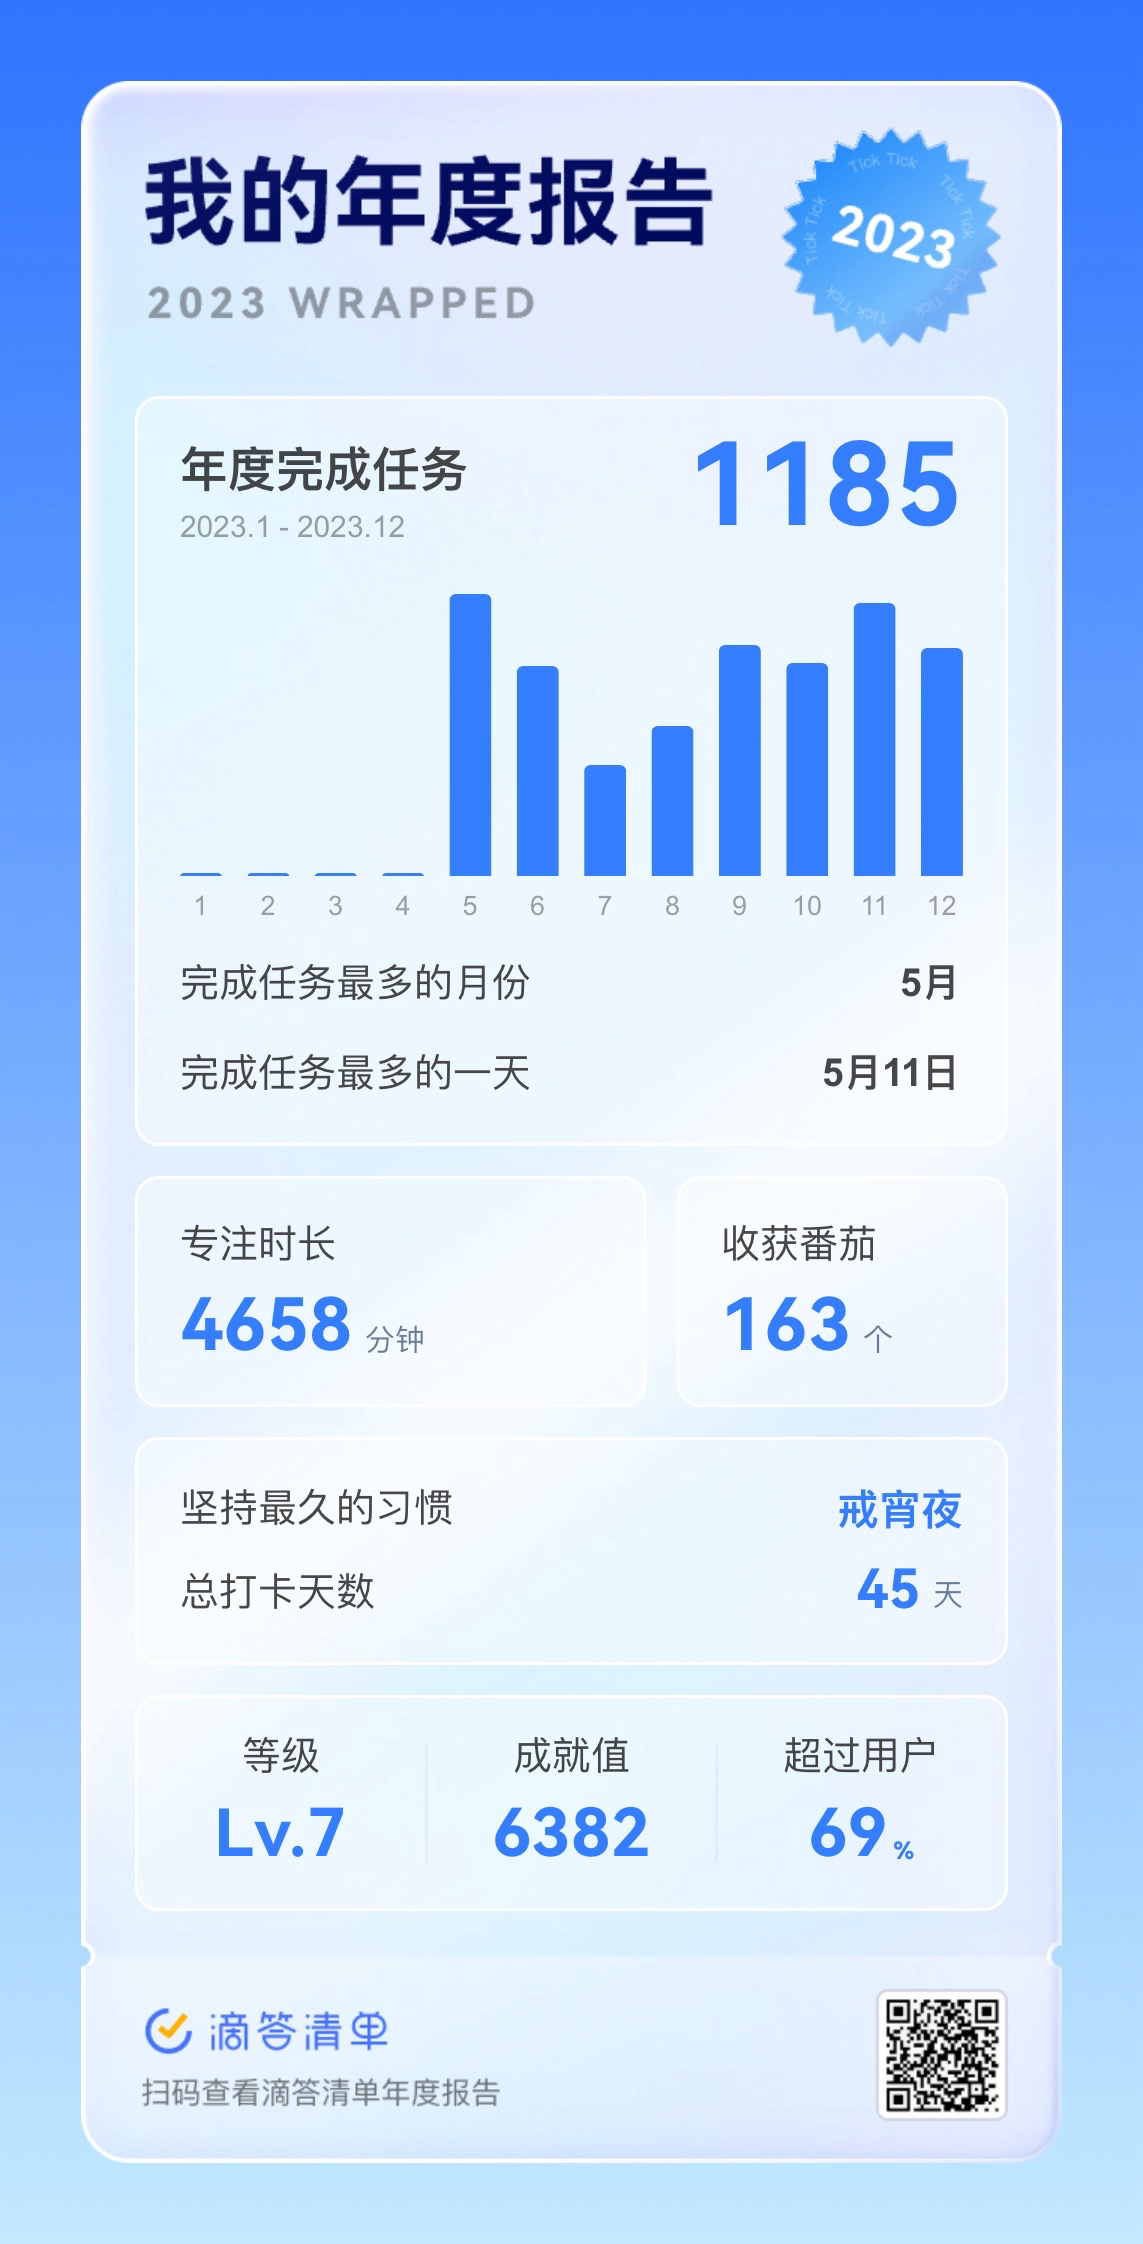 我的年度报告
2023 WRAPPED
Tick Tick
Tick Tick
Tick Tick
Tick Tick
Tick Tick
Tick Tick
2023
年度完成任务
1185
2023.1 - 2023.12
1 2 3 4 5 6 7 8 9 10 11 12
完成任务最多的月份 5月
完成任务最多的一天 5月11日
专注时长
4658 分钟
收获番茄
163 个
坚持最久的习惯 戒宵夜
总打卡天数 45 天
等级
Lv.7
成就值
6382
超过用户
69%
滴答清单
扫码查看滴答清单年度报告